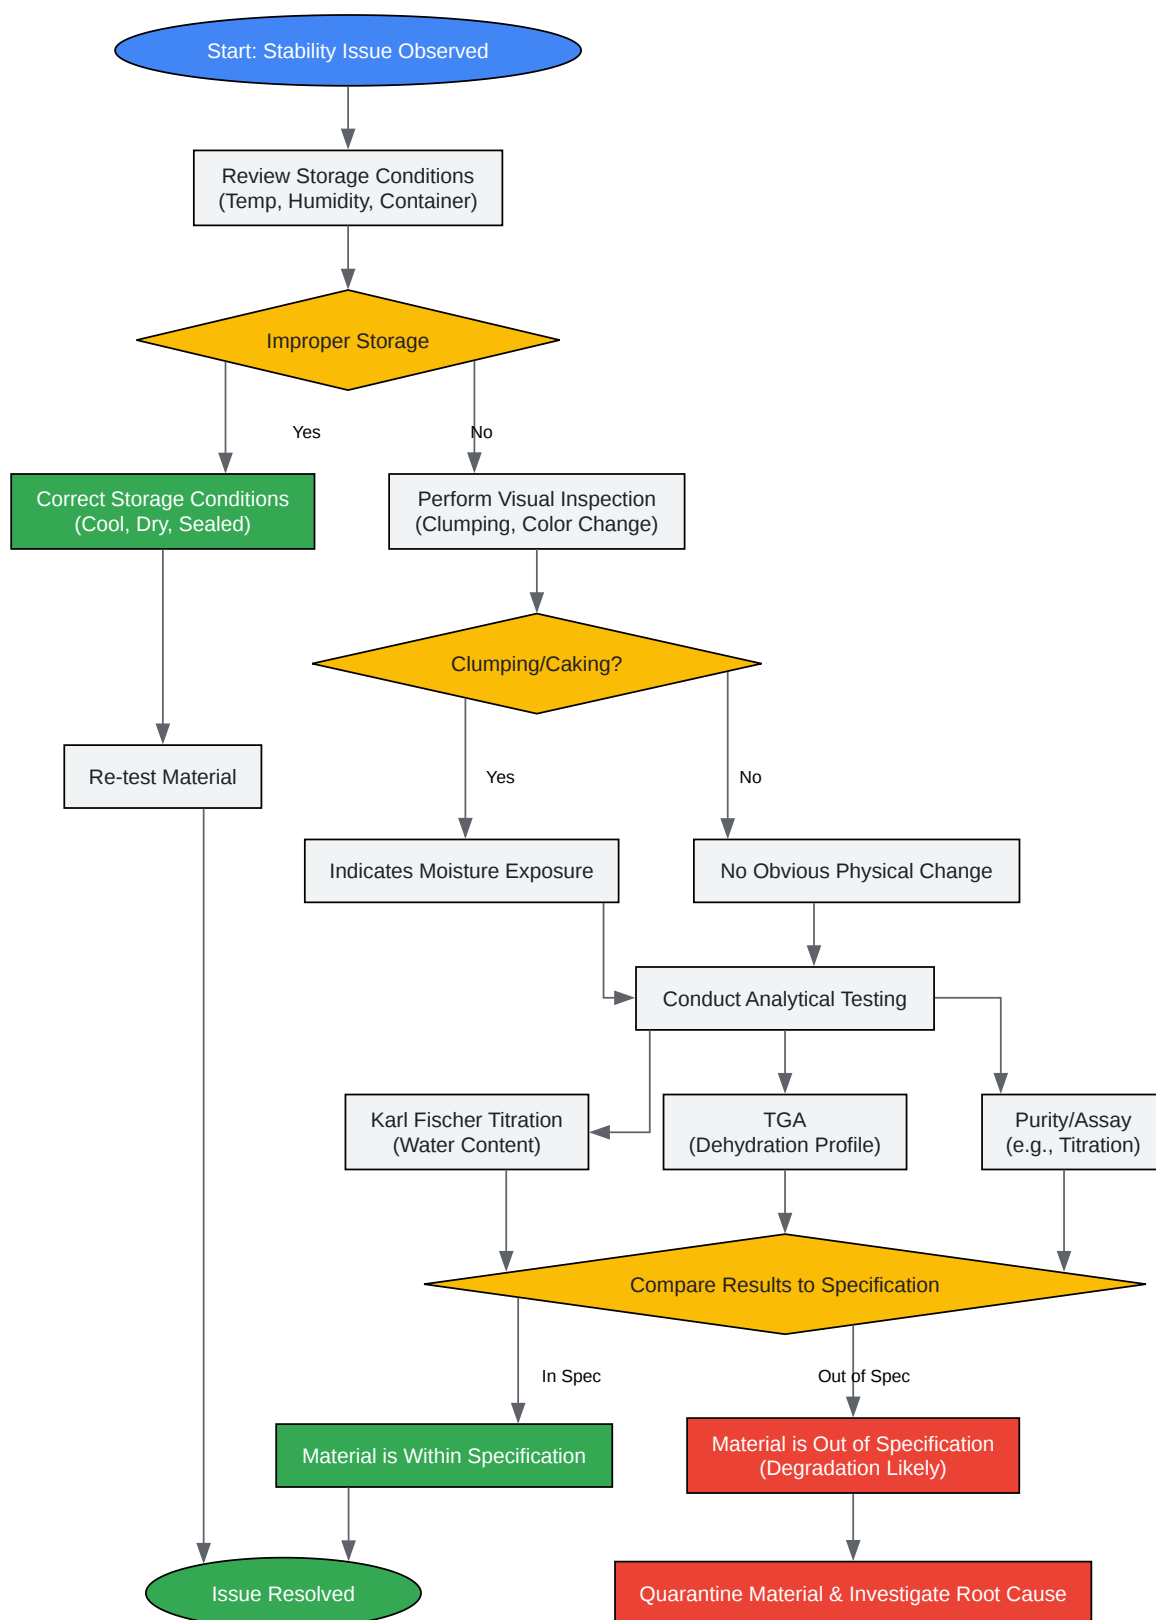 Start: Stability Issue Observed
Review Storage Conditions
(Temp, Humidity, Container)
Improper Storage
Yes
No
Correct Storage Conditions
(Cool, Dry, Sealed)
Perform Visual Inspection
(Clumping, Color Change)
Clumping/Caking?
Re-test Material
Yes
No
Indicates Moisture Exposure
No Obvious Physical Change
Conduct Analytical Testing
Karl Fischer Titration
(Water Content)
TGA
(Dehydration Profile)
Purity/Assay
(e.g., Titration)
Compare Results to Specification
In Spec
Out of Spec
Material is Within Specification
Material is Out of Specification
(Degradation Likely)
Issue Resolved
Quarantine Material & Investigate Root Cause